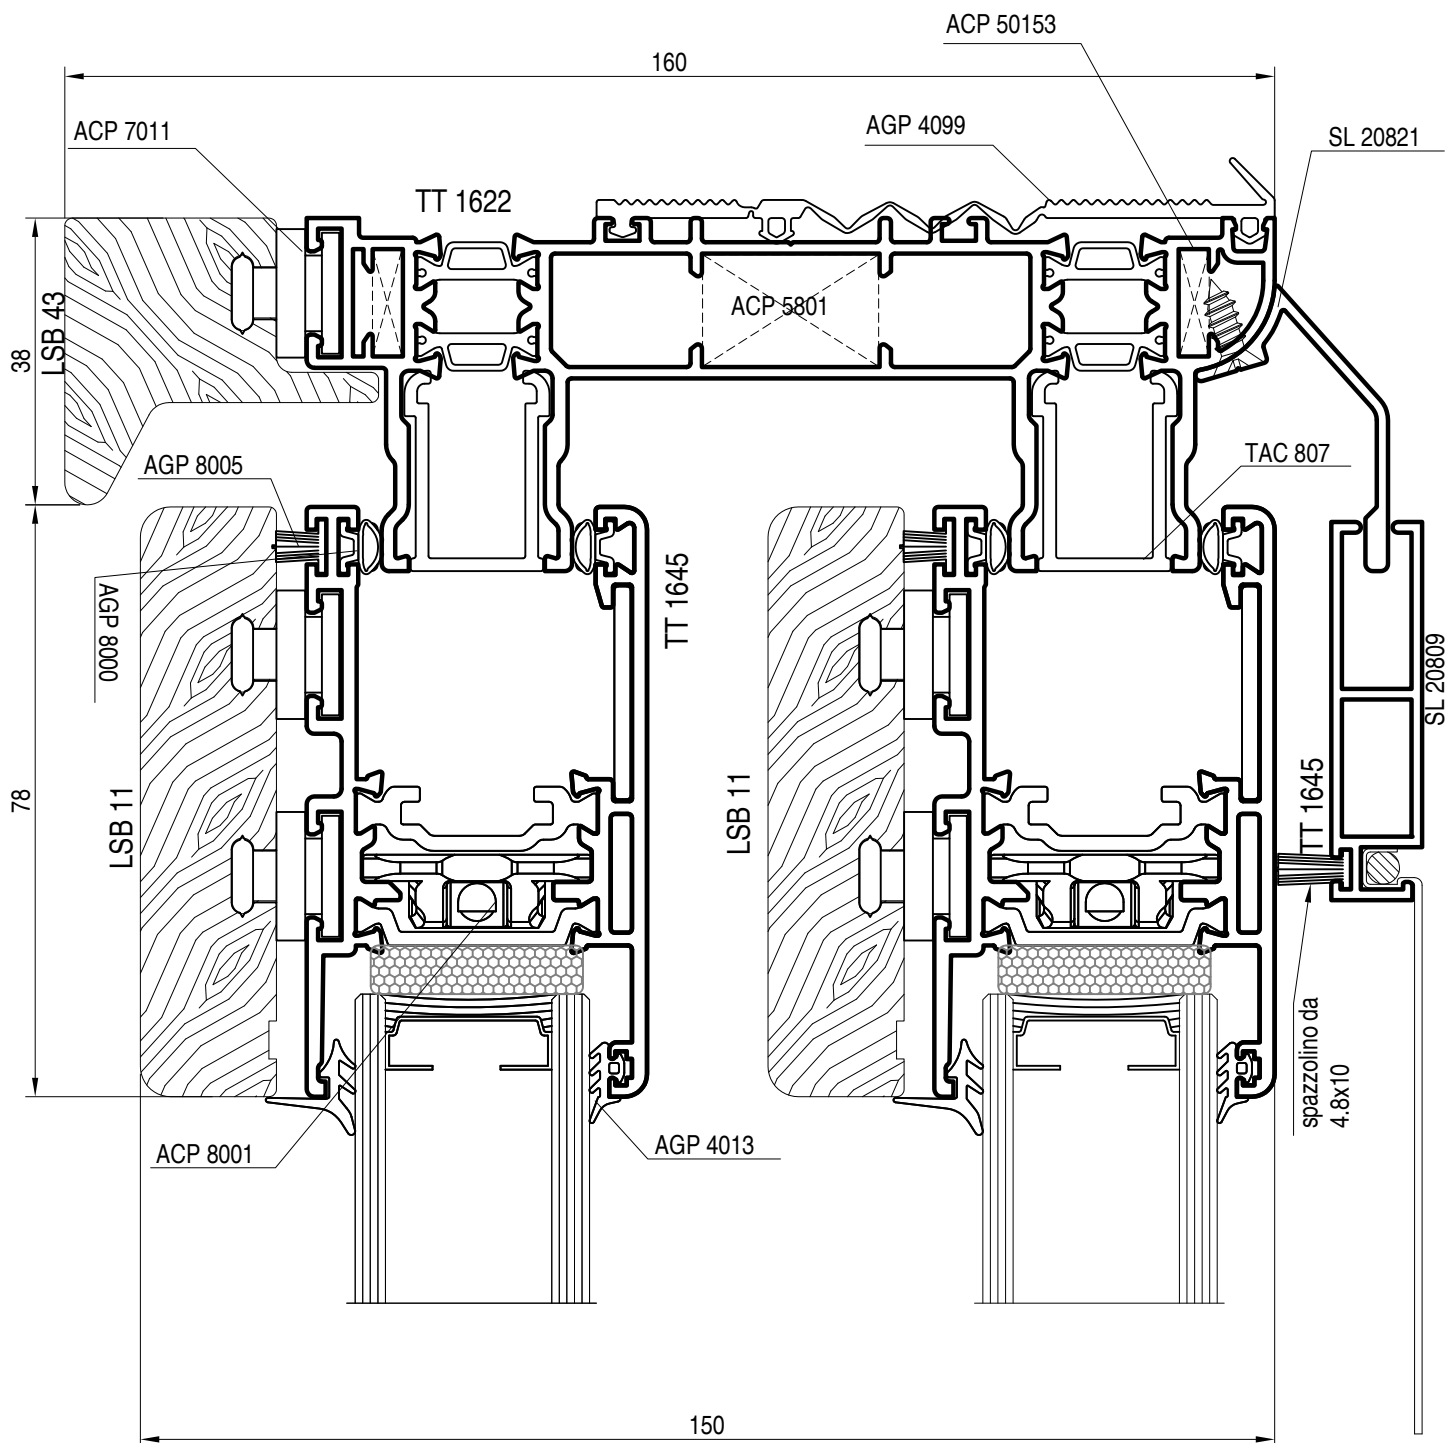 ACP 50153
160
ACP 7011
AGP 4099
SL 20821
TT 1622
LSB 43
38
ACP 5801
AGP 8005
TAC 807
AGP 8000
TT 1645
SL 20809
78
LSB 11
LSB 11
TT 1645
spazzolino da
4.8x10
ACP 8001
AGP 4013
150